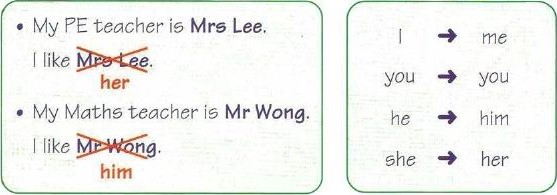 • My PE teacher is Mrs Lee.
I like Mrs Lee.
her
• My Maths teacher is Mr Wong.
I like Mr Wong.
him
I → me
you → you
he → him
she → her